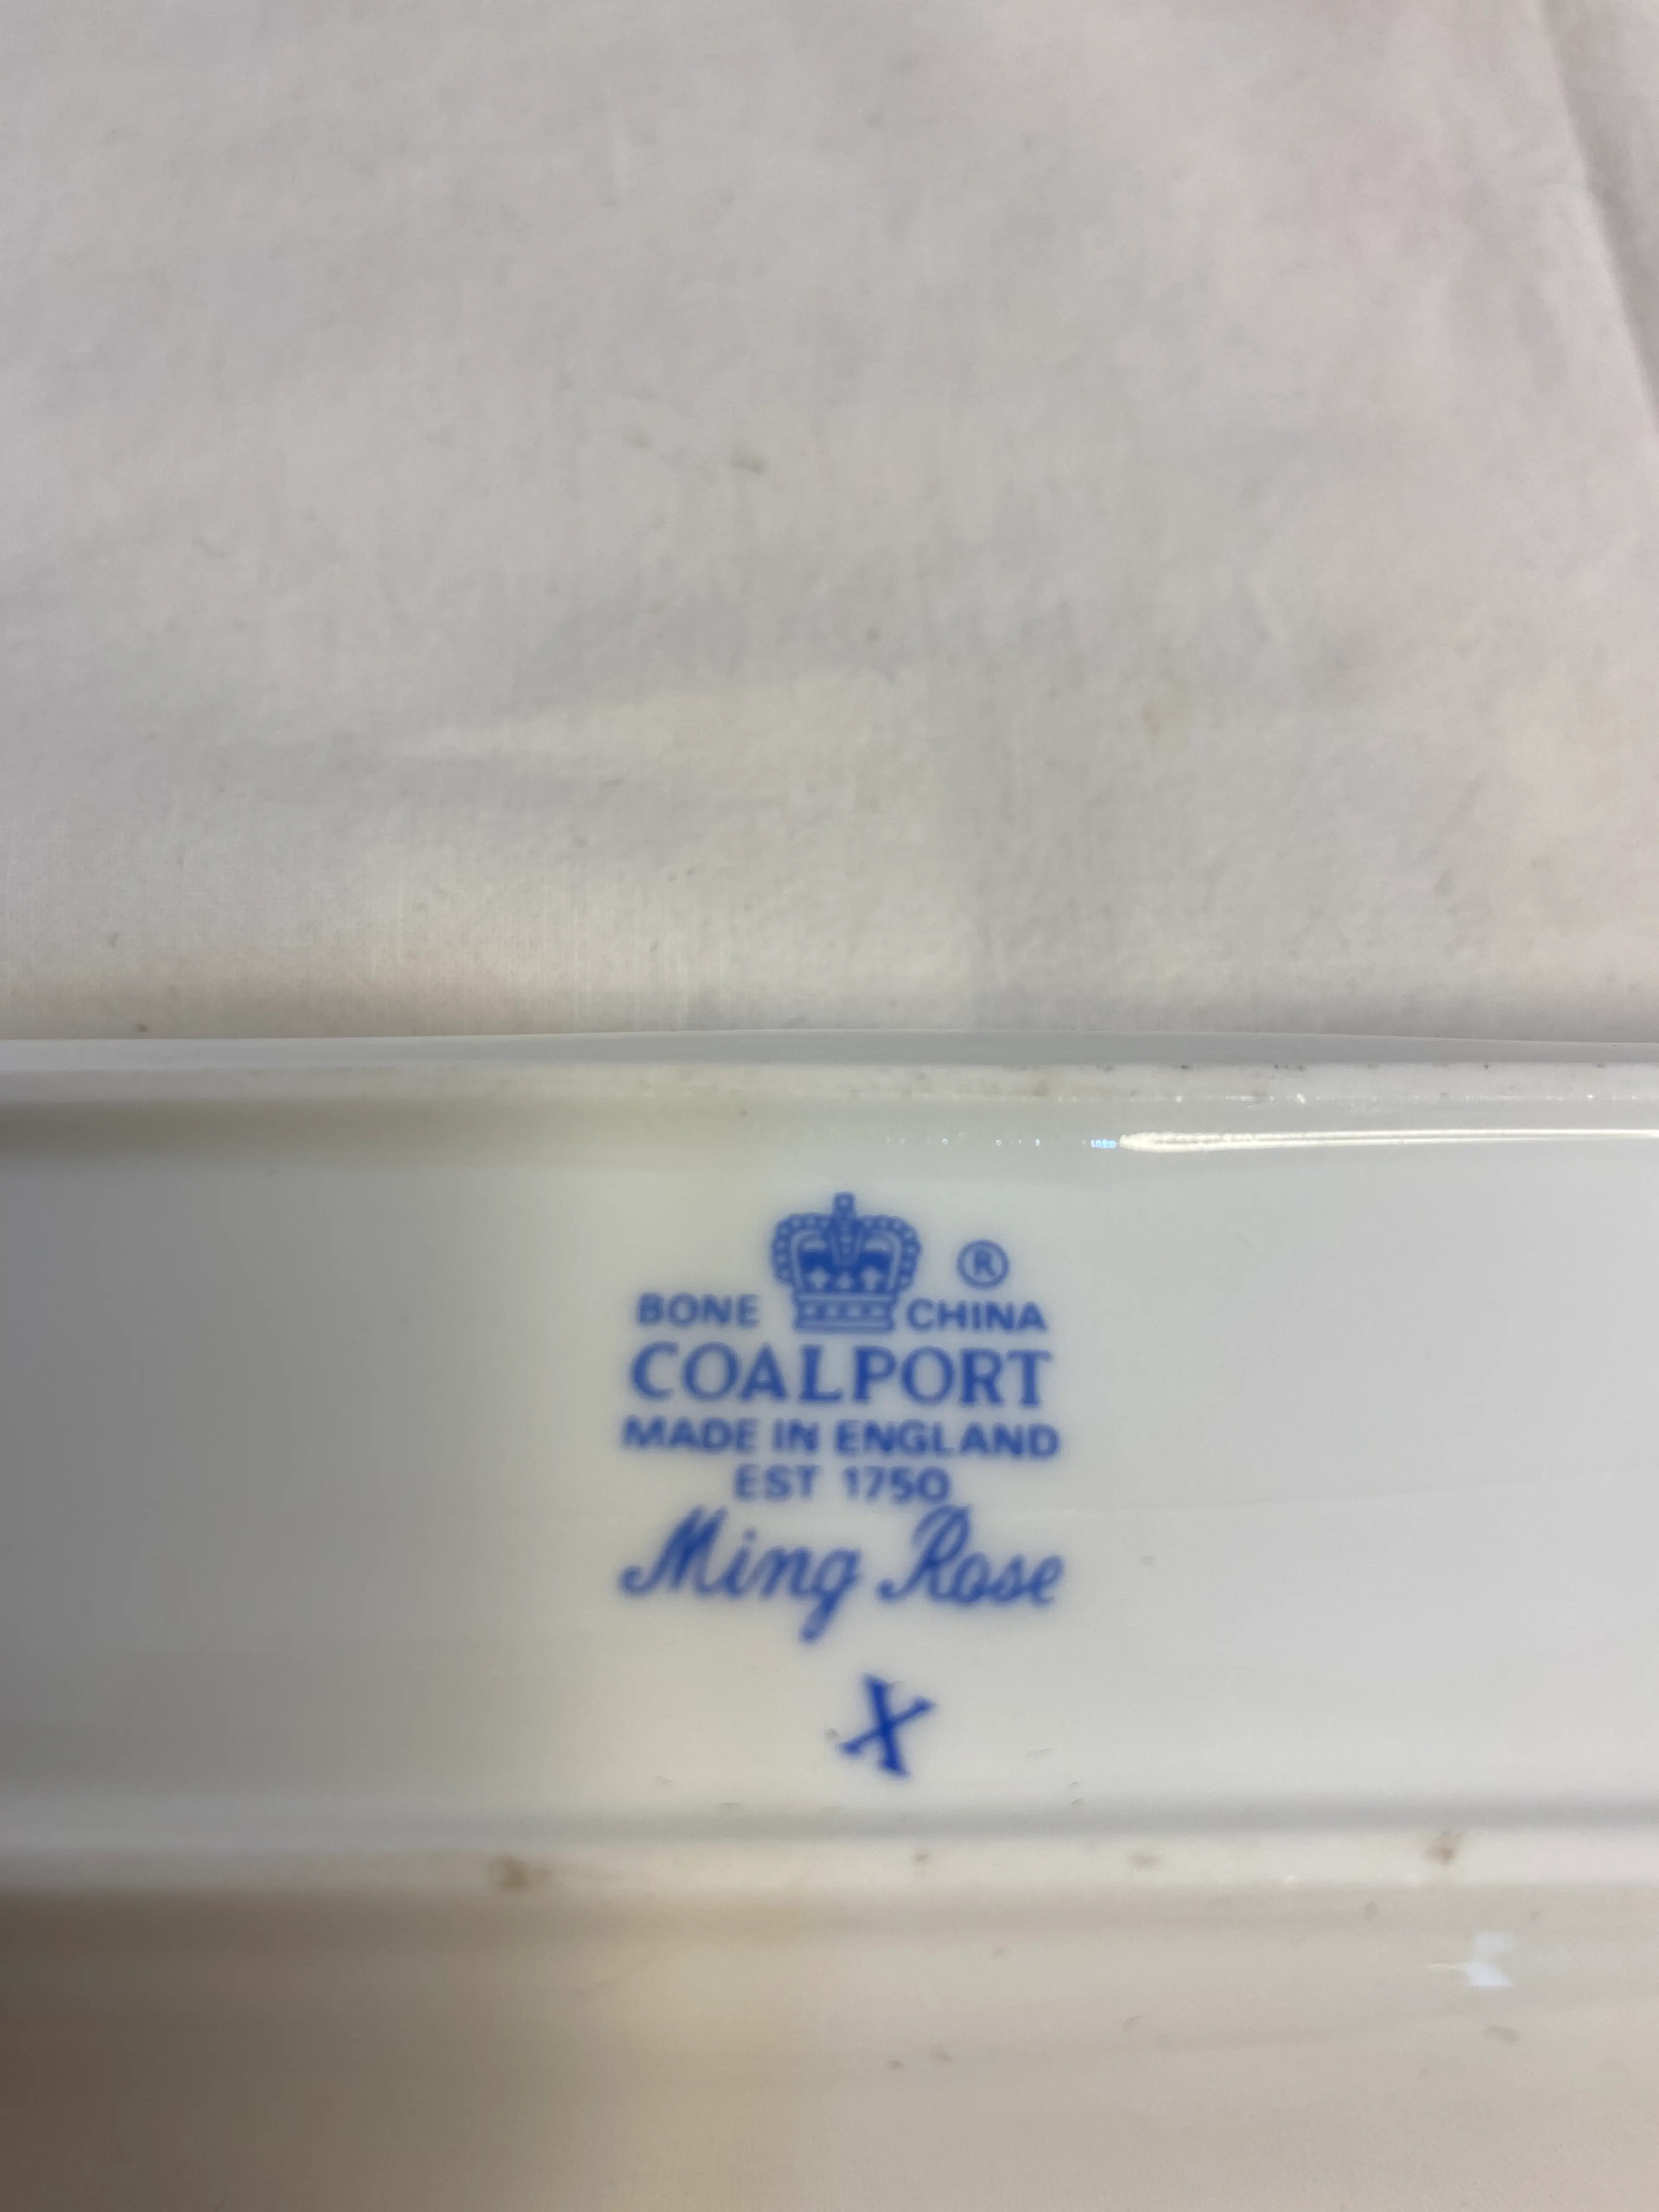 ®
BONE CHINA
COALPORT
MADE IN ENGLAND
EST 1750
Ming Rose
X